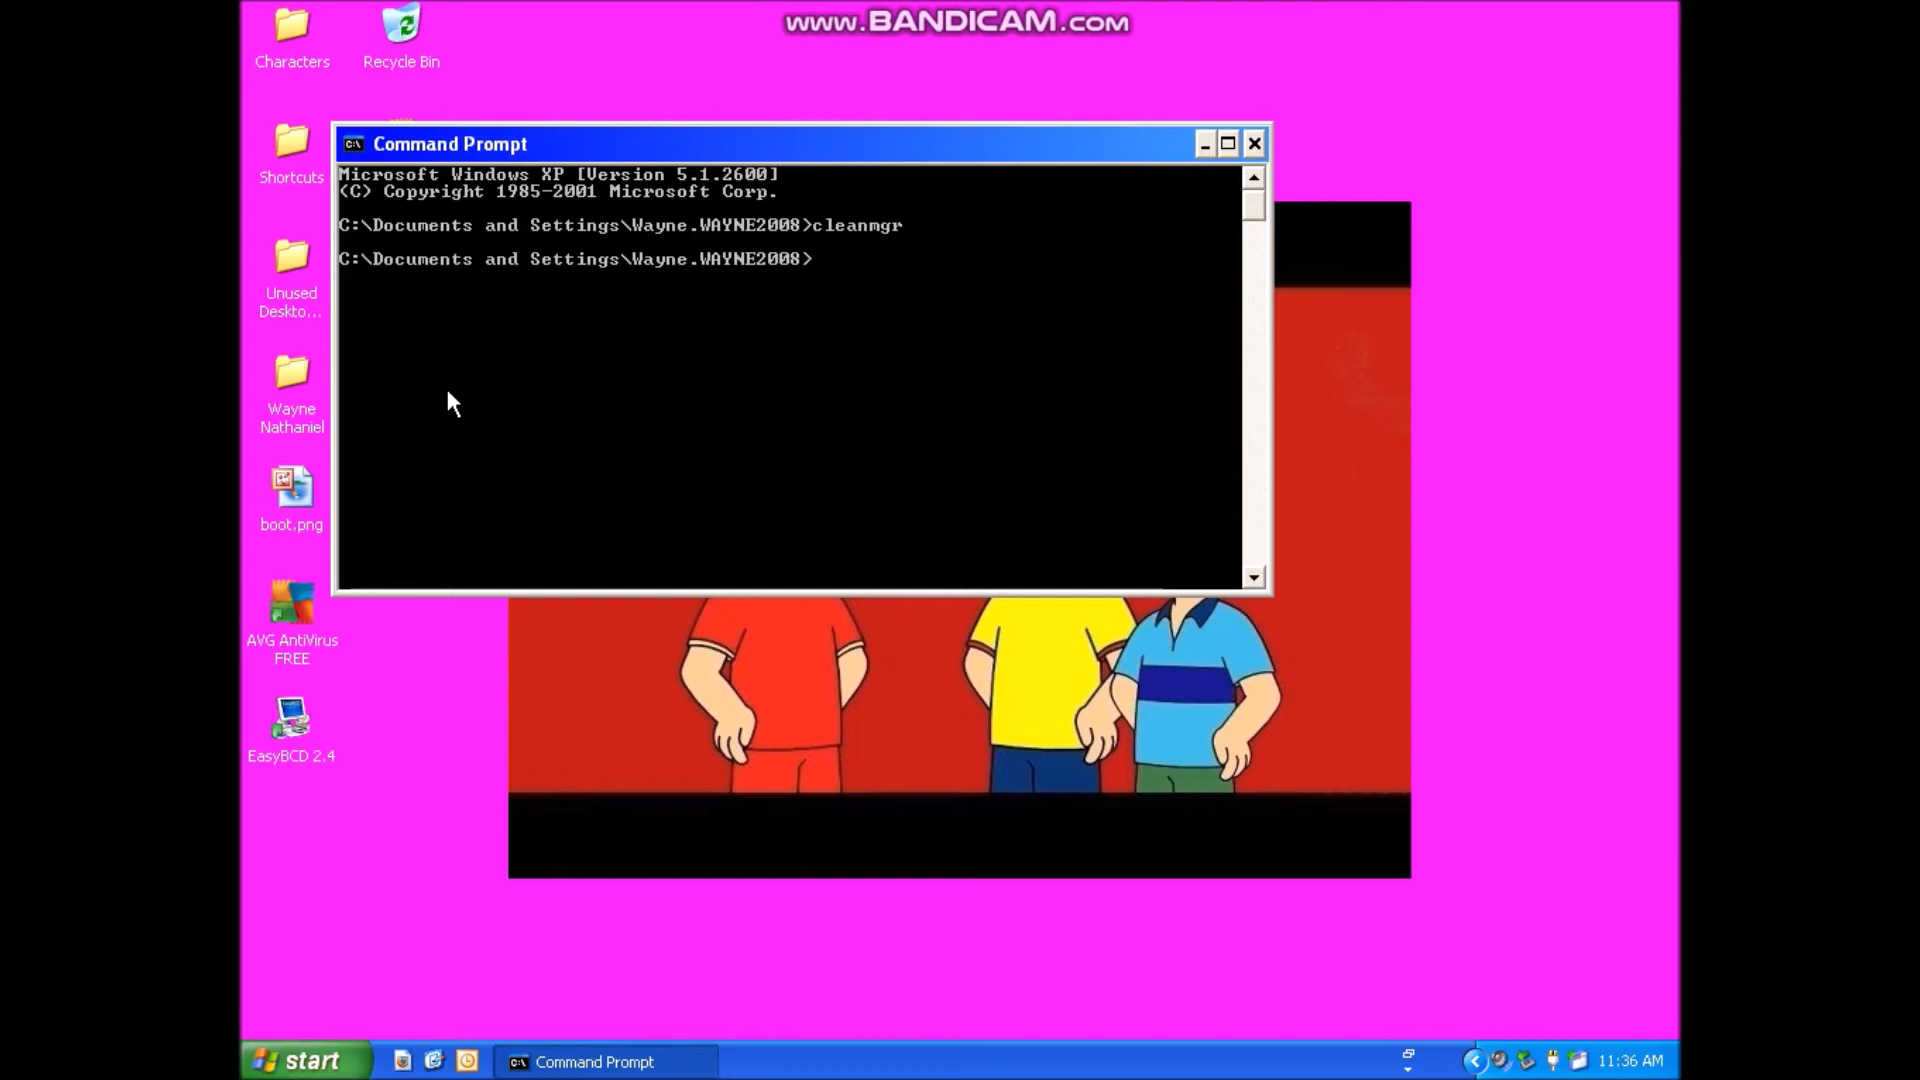 www.BANDICAM.com
Characters
Recycle Bin
Shortcuts
Unused
Deskto...
Wayne
Nathaniel
boot.png
AVG AntiVirus
FREE
EasyBCD 2.4
C:\ Command Prompt
Microsoft Windows XP [Version 5.1.2600]
(C) Copyright 1985-2001 Microsoft Corp.
C:\Documents and Settings\Wayne.WAYNE2008>cleanmgr
C:\Documents and Settings\Wayne.WAYNE2008>
start
C:\ Command Prompt
11:36 AM